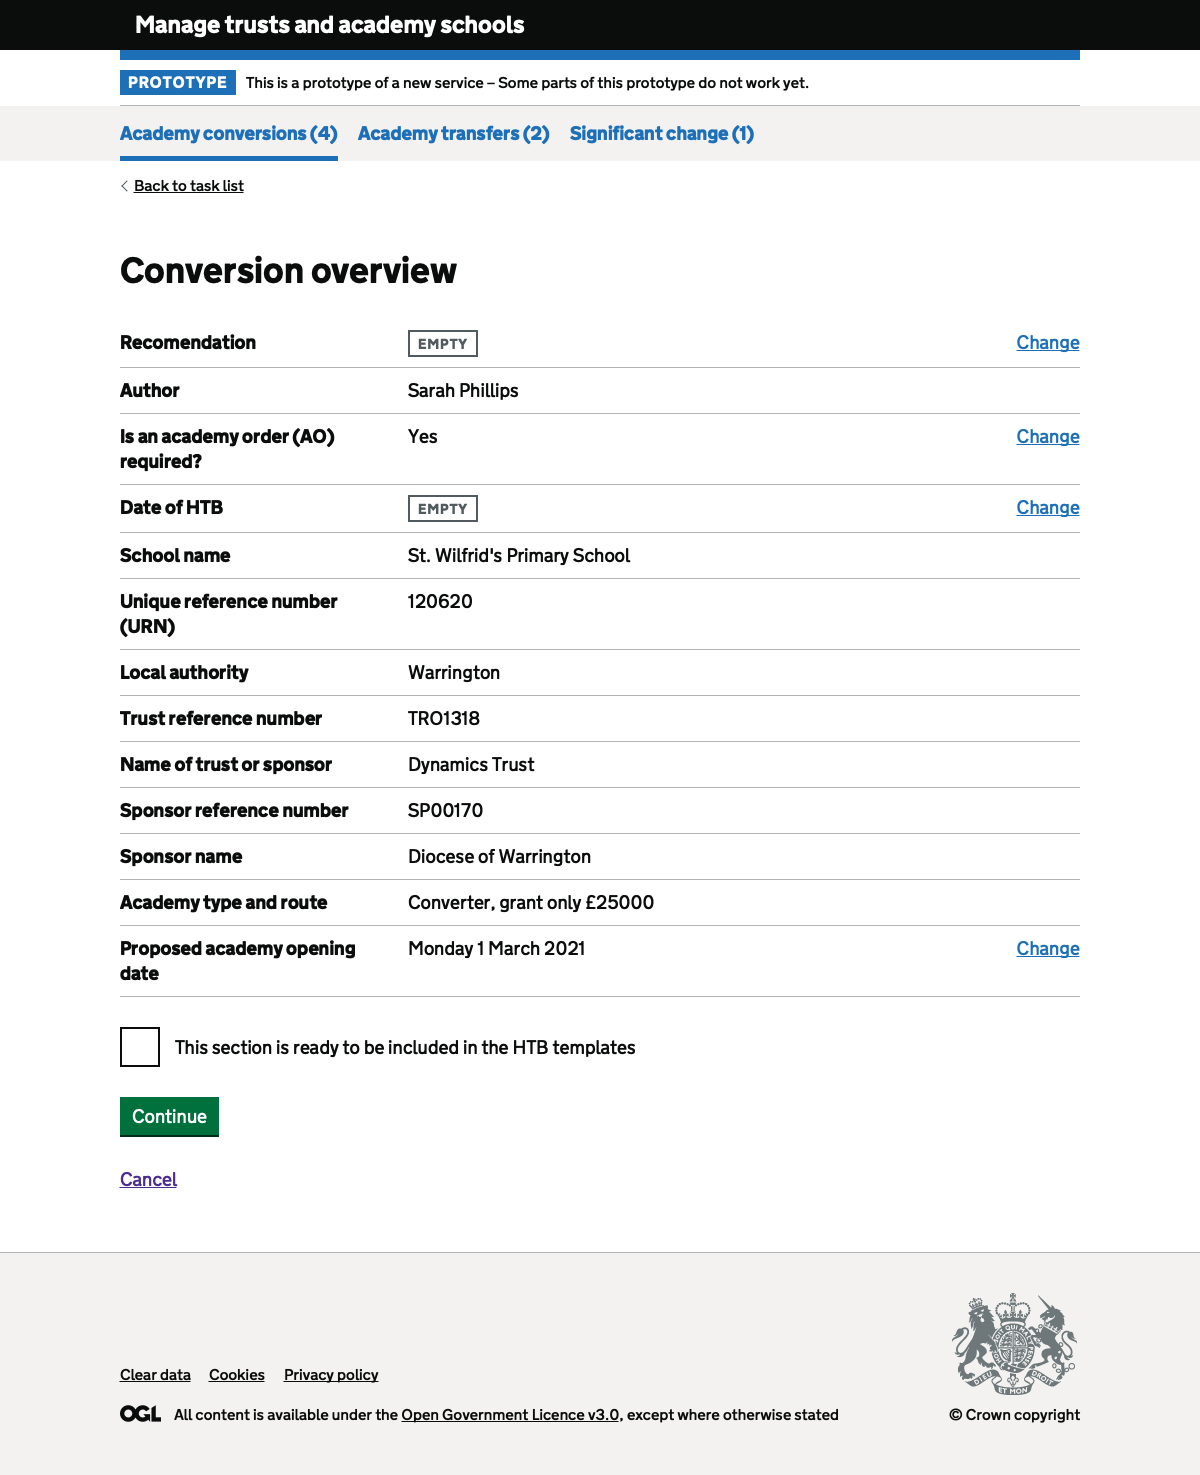 Manage trusts and academy schools
PROTOTYPE This is a prototype of a new service – Some parts of this prototype do not work yet.
Academy conversions (4) Academy transfers (2) Significant change (1)
Back to task list
Conversion overview
Recomendation EMPTY Change
Author Sarah Phillips
Is an academy order (AO) Yes Change
required?
Date of HTB EMPTY Change
School name St. Wilfrid's Primary School
Unique reference number 120620
(URN)
Local authority Warrington
Trust reference number TRO1318
Name of trust or sponsor Dynamics Trust
Sponsor reference number SP00170
Sponsor name Diocese of Warrington
Academy type and route Converter, grant only £25000
Proposed academy opening Monday 1 March 2021 Change
date
This section is ready to be included in the HTB templates
Continue
Cancel
DIEU ET MON DROIT
Clear data Cookies Privacy policy
OGL All content is available under the Open Government Licence v3.0, except where otherwise stated
© Crown copyright